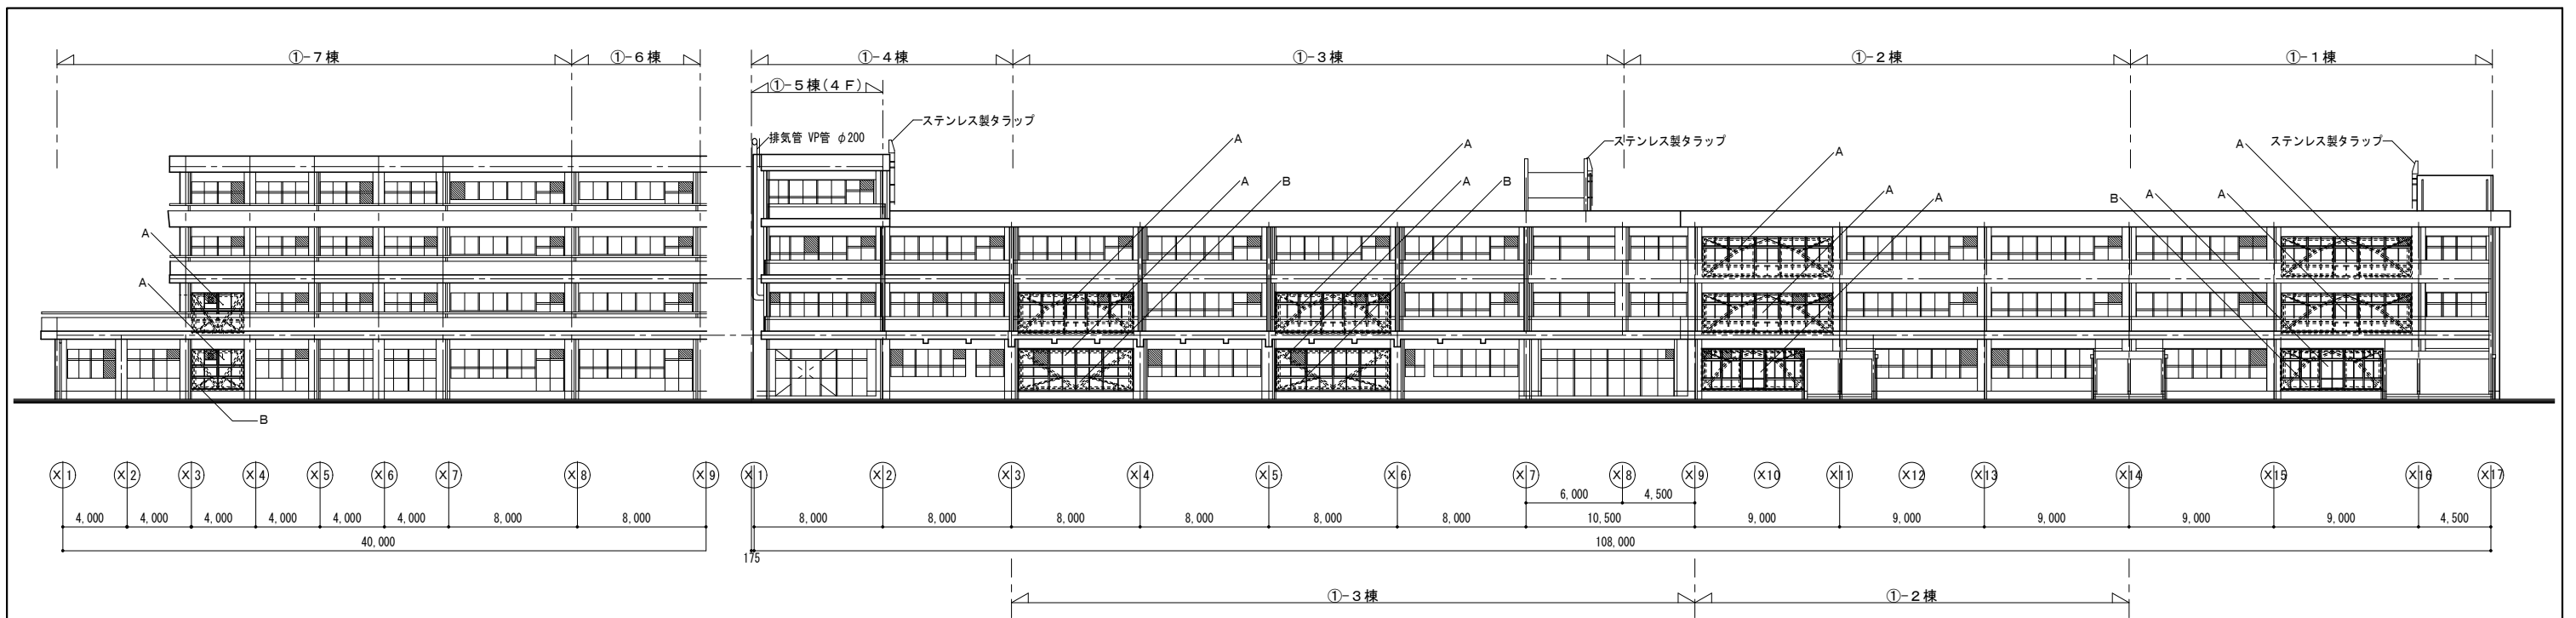 ①-7棟 ①-6棟 ①-4棟 ①-3棟 ①-2棟 ①-1棟
①-5棟(4F)
ステンレス製タラップ
排気管 VP管 φ200
A A ステンレス製タラップ A A ステンレス製タラップ
A B A B
A A B A A
A
A
B
X1 X2 X3 X4 X5 X6 X7 X8 X9 X1 X2 X3 X4 X5 X6 X7 X8 X9 X10 X11 X12 X13 X14 X15 X16 X17
6,000 4,500
4,000 4,000 4,000 4,000 4,000 4,000 8,000 8,000 8,000 8,000 8,000 8,000 8,000 8,000 10,500 9,000 9,000 9,000 9,000 9,000 4,500
40,000 108,000
175
①-3棟 ①-2棟